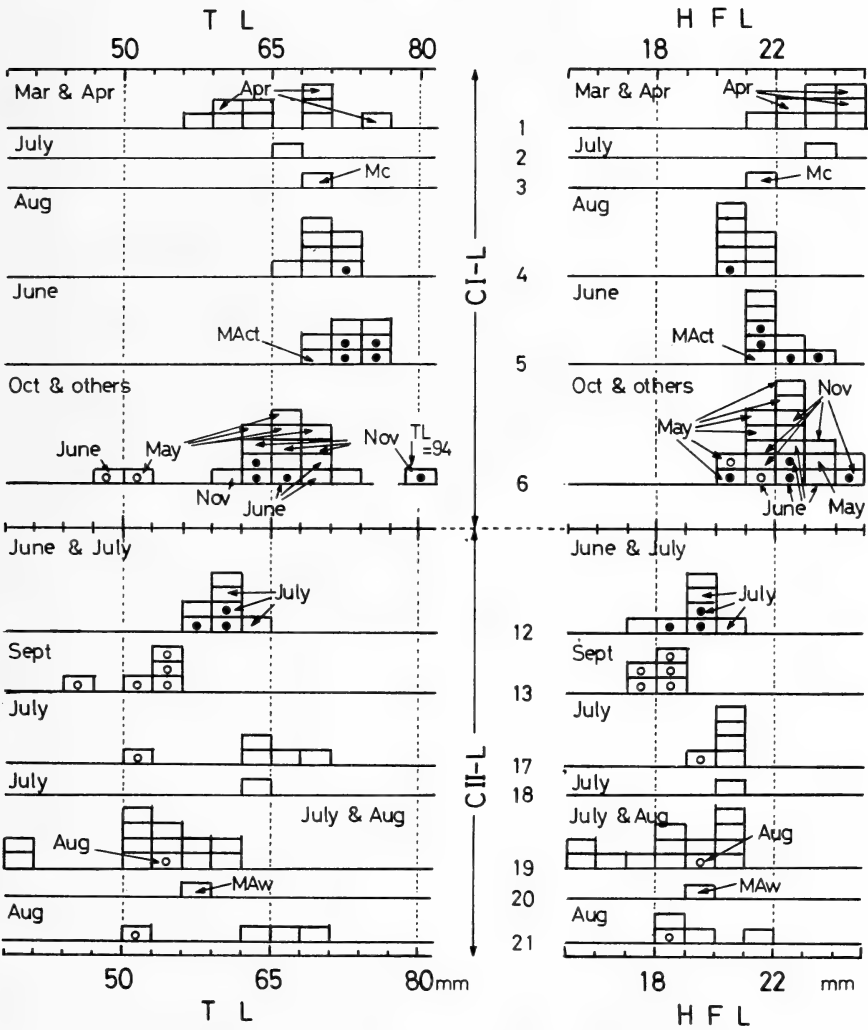 T L H F L
50 65 80 18 22
Mar & Apr Apr 1 Mar & Apr Apr
July 2 July
Mc 3 Mc
Aug 4 Aug
CI-L
June MAct 5 June MAct
Oct & others Oct & others
June May Nov TL =94 May Nov
Nov June 6 June May
June & July July 12 June & July July
Sept 13 Sept
July 17 July
July 18 July
CII-L
July & Aug Aug 19 July & Aug Aug
MAw 20 MAw
Aug 21 Aug
50 65 80mm 18 22 mm
T L H F L